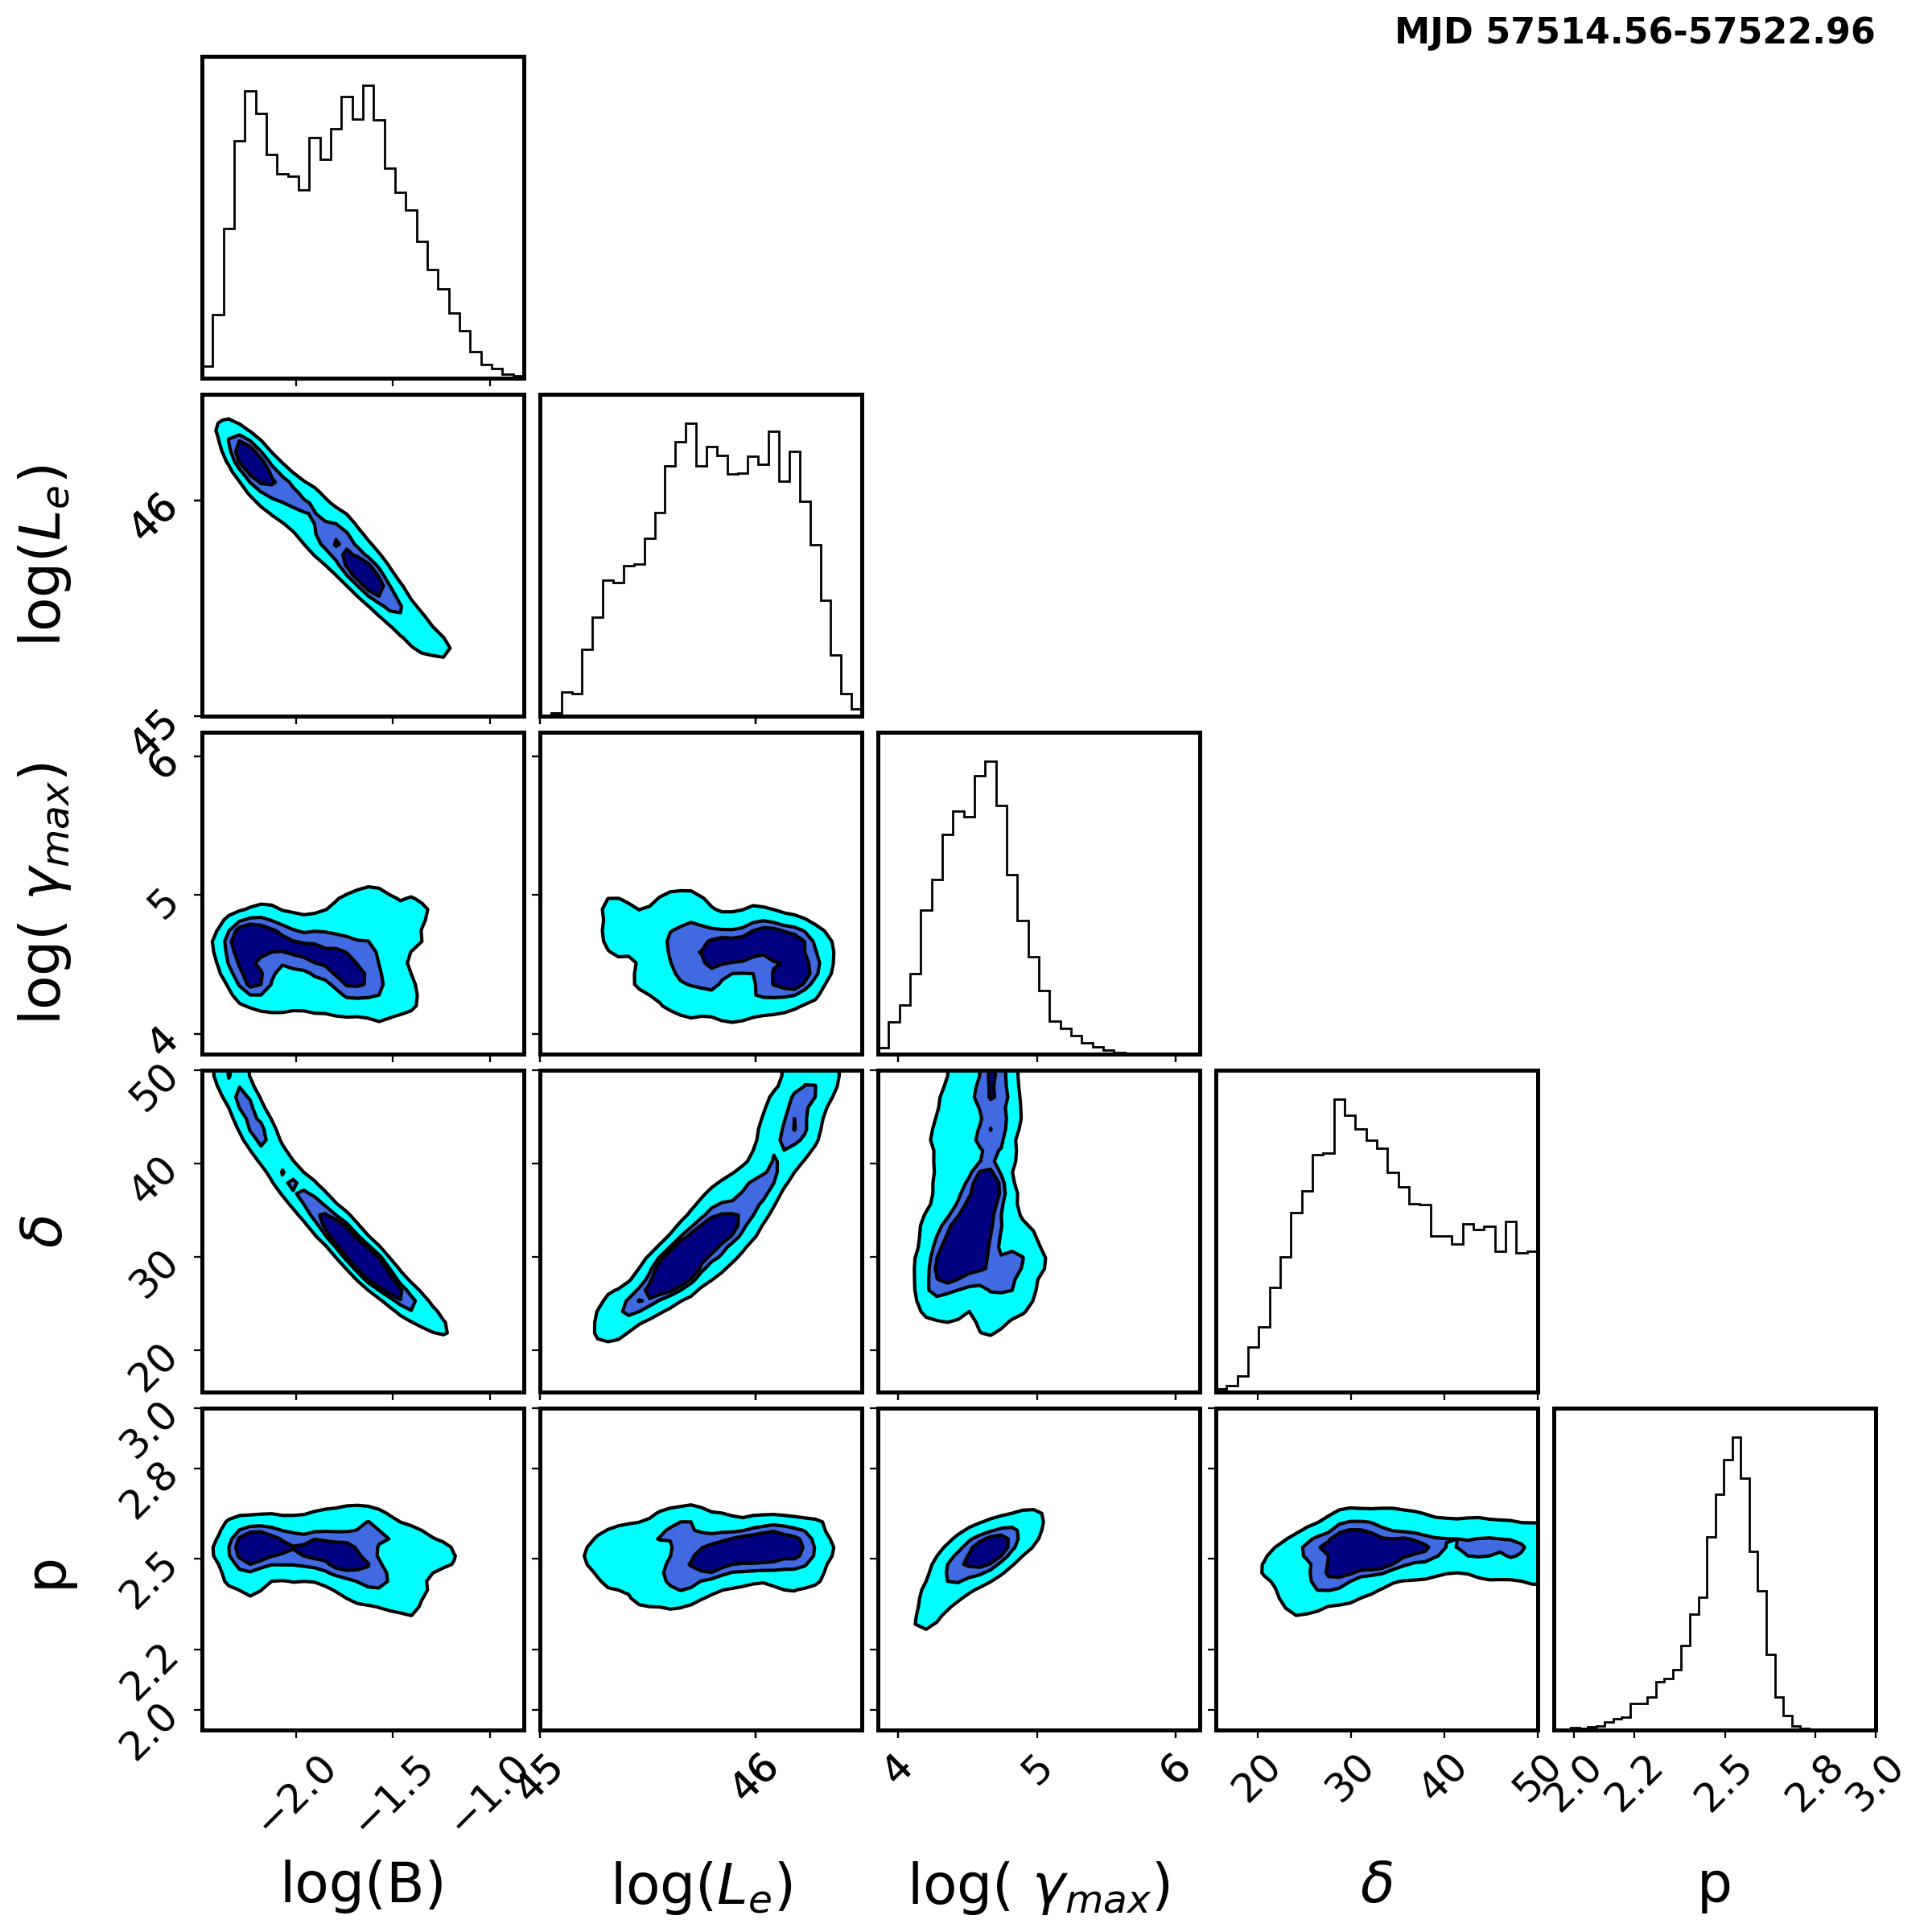 MJD 57514.56-57522.96
log(Lₑ)
46
45
log( γₘₐₓ)
6
5
4
δ
50
40
30
20
p
3.0
2.8
2.5
2.2
2.0
−2.0 −1.5 −1.0 45 46 4 5 6 20 30 40 50 2.0 2.2 2.5 2.8 3.0
log(B) log(Lₑ) log( γₘₐₓ) δ p